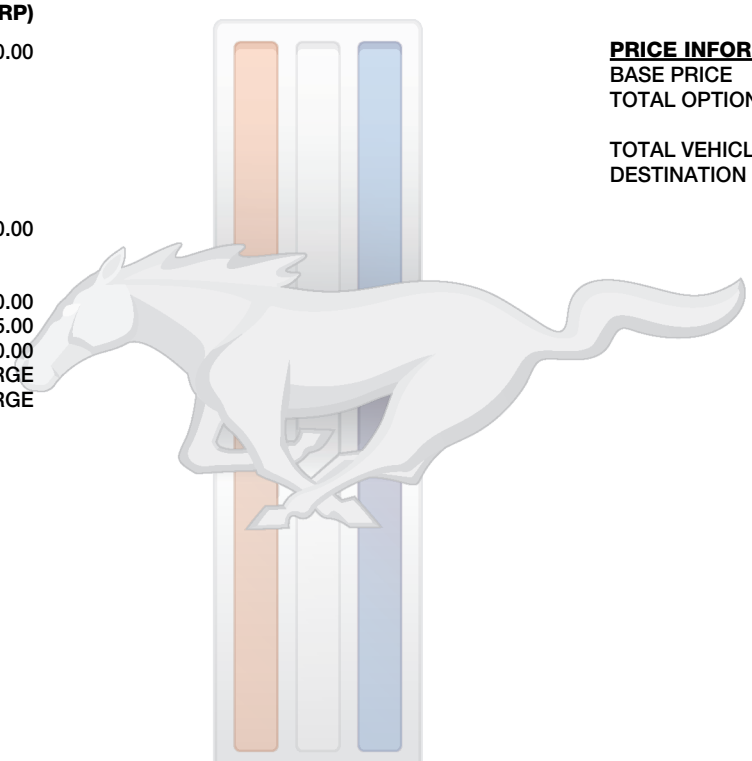 RP)
0.00
0.00
0.00
5.00
0.00
RGE
RGE
PRICE INFOR
BASE PRICE
TOTAL OPTION
TOTAL VEHICL
DESTINATION